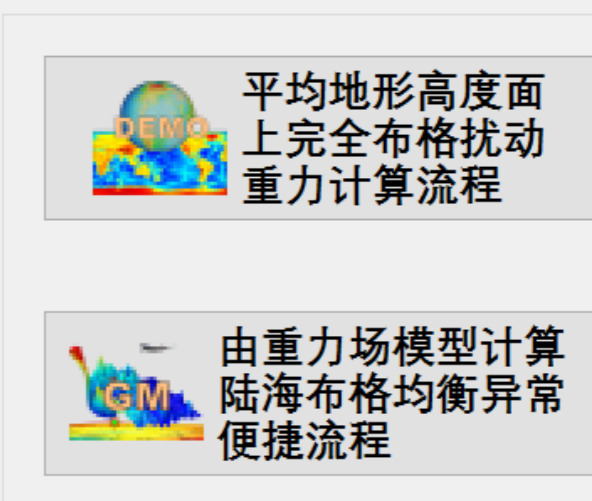 DEMO
平均地形高度面
上完全布格扰动
重力计算流程
GM
由重力场模型计算
陆海布格均衡异常
便捷流程